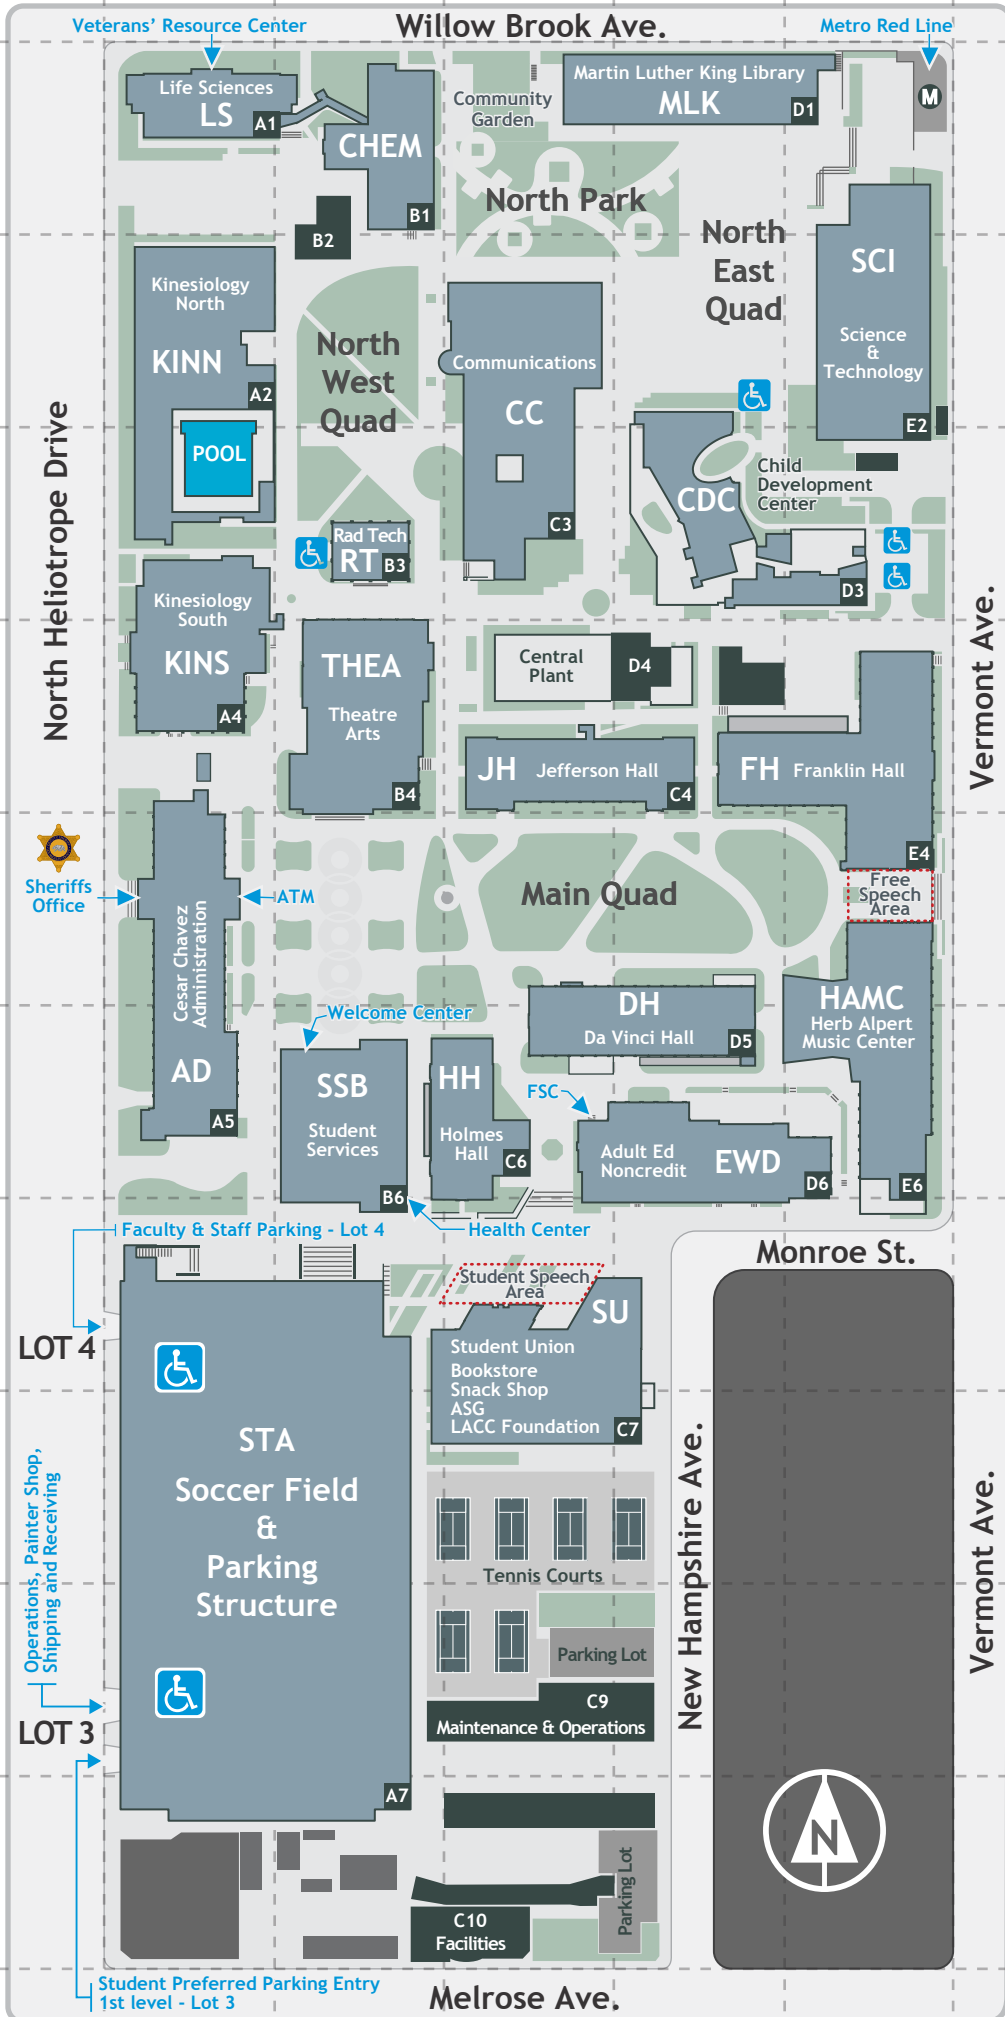 Willow Brook Ave.
Veterans' Resource Center
Metro Red Line
Life Sciences
LS
A1
CHEM
B1
B2
Community
Garden
Martin Luther King Library
MLK
D1
M
North Park
North
East
Quad
SCI
Science
&
Technology
E2
Kinesiology
North
KINN
A2
POOL
North
West
Quad
Communications
CC
C3
CDC
Child
Development
Center
D3
Rad Tech
RT
B3
North Heliotrope Drive
Vermont Ave.
Kinesiology
South
KINS
A4
THEA
Theatre
Arts
B4
Central
Plant
D4
JH Jefferson Hall
C4
FH Franklin Hall
E4
Free
Speech
Area
Sheriffs
Office
ATM
Cesar Chavez
Administration
AD
A5
Main Quad
Welcome Center
DH
Da Vinci Hall
D5
HAMC
Herb Alpert
Music Center
E6
SSB
Student
Services
B6
HH
Holmes
Hall
C6
FSC
Adult Ed
Noncredit
EWD
D6
Faculty & Staff Parking - Lot 4
Health Center
Monroe St.
LOT 4
Student Speech
Area
SU
Student Union
Bookstore
Snack Shop
ASG
LACC Foundation
C7
STA
Soccer Field
&
Parking
Structure
A7
Operations, Painter Shop,
Shipping and Receiving
LOT 3
Tennis Courts
Parking Lot
C9
Maintenance & Operations
New Hampshire Ave.
Vermont Ave.
N
Parking Lot
C10
Facilities
Student Preferred Parking Entry
1st level - Lot 3
Melrose Ave.